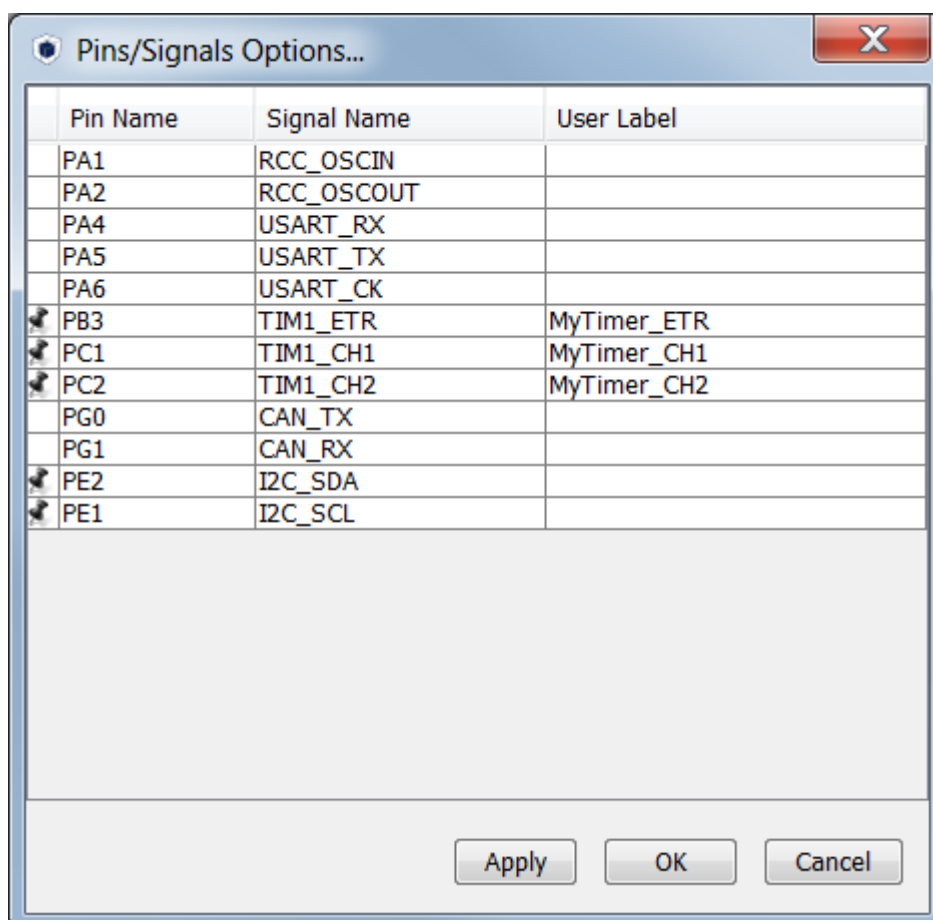 Pins/Signals Options...
Pin Name Signal Name User Label
PA1 RCC_OSCIN
PA2 RCC_OSCOUT
PA4 USART_RX
PA5 USART_TX
PA6 USART_CK
PB3 TIM1_ETR MyTimer_ETR
PC1 TIM1_CH1 MyTimer_CH1
PC2 TIM1_CH2 MyTimer_CH2
PG0 CAN_TX
PG1 CAN_RX
PE2 I2C_SDA
PE1 I2C_SCL
Apply OK Cancel